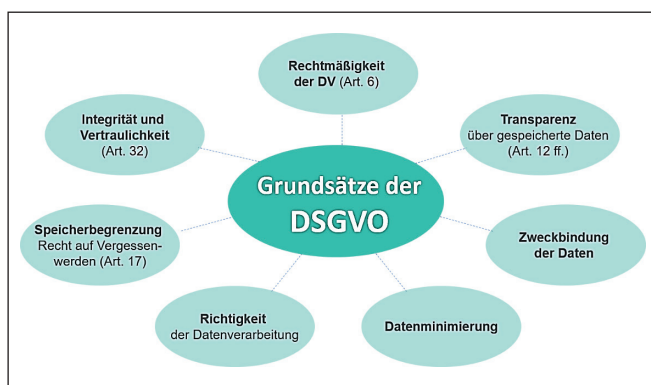 Grundsätze der
DSGVO
Rechtmäßigkeit
der DV (Art. 6)
Transparenz
über gespeicherte Daten
(Art. 12 ff.)
Zweckbindung
der Daten
Datenminimierung
Richtigkeit
der Datenverarbeitung
Speicherbegrenzung
Recht auf Vergessen-
werden (Art. 17)
Integrität und
Vertraulichkeit
(Art. 32)